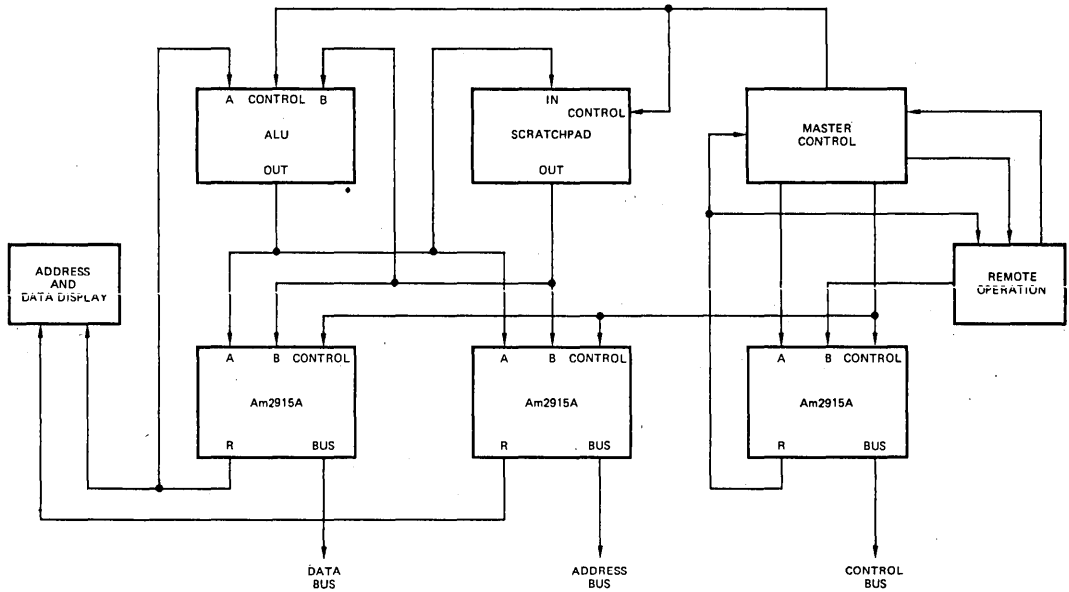 A CONTROL B
ALU
OUT
IN
CONTROL
SCRATCHPAD
OUT
MASTER
CONTROL
ADDRESS
AND
DATA DISPLAY
REMOTE
OPERATION
A B CONTROL
Am2915A
R BUS
A B CONTROL
Am2915A
R BUS
A B CONTROL
Am2915A
R BUS
DATA
BUS
ADDRESS
BUS
CONTROL
BUS